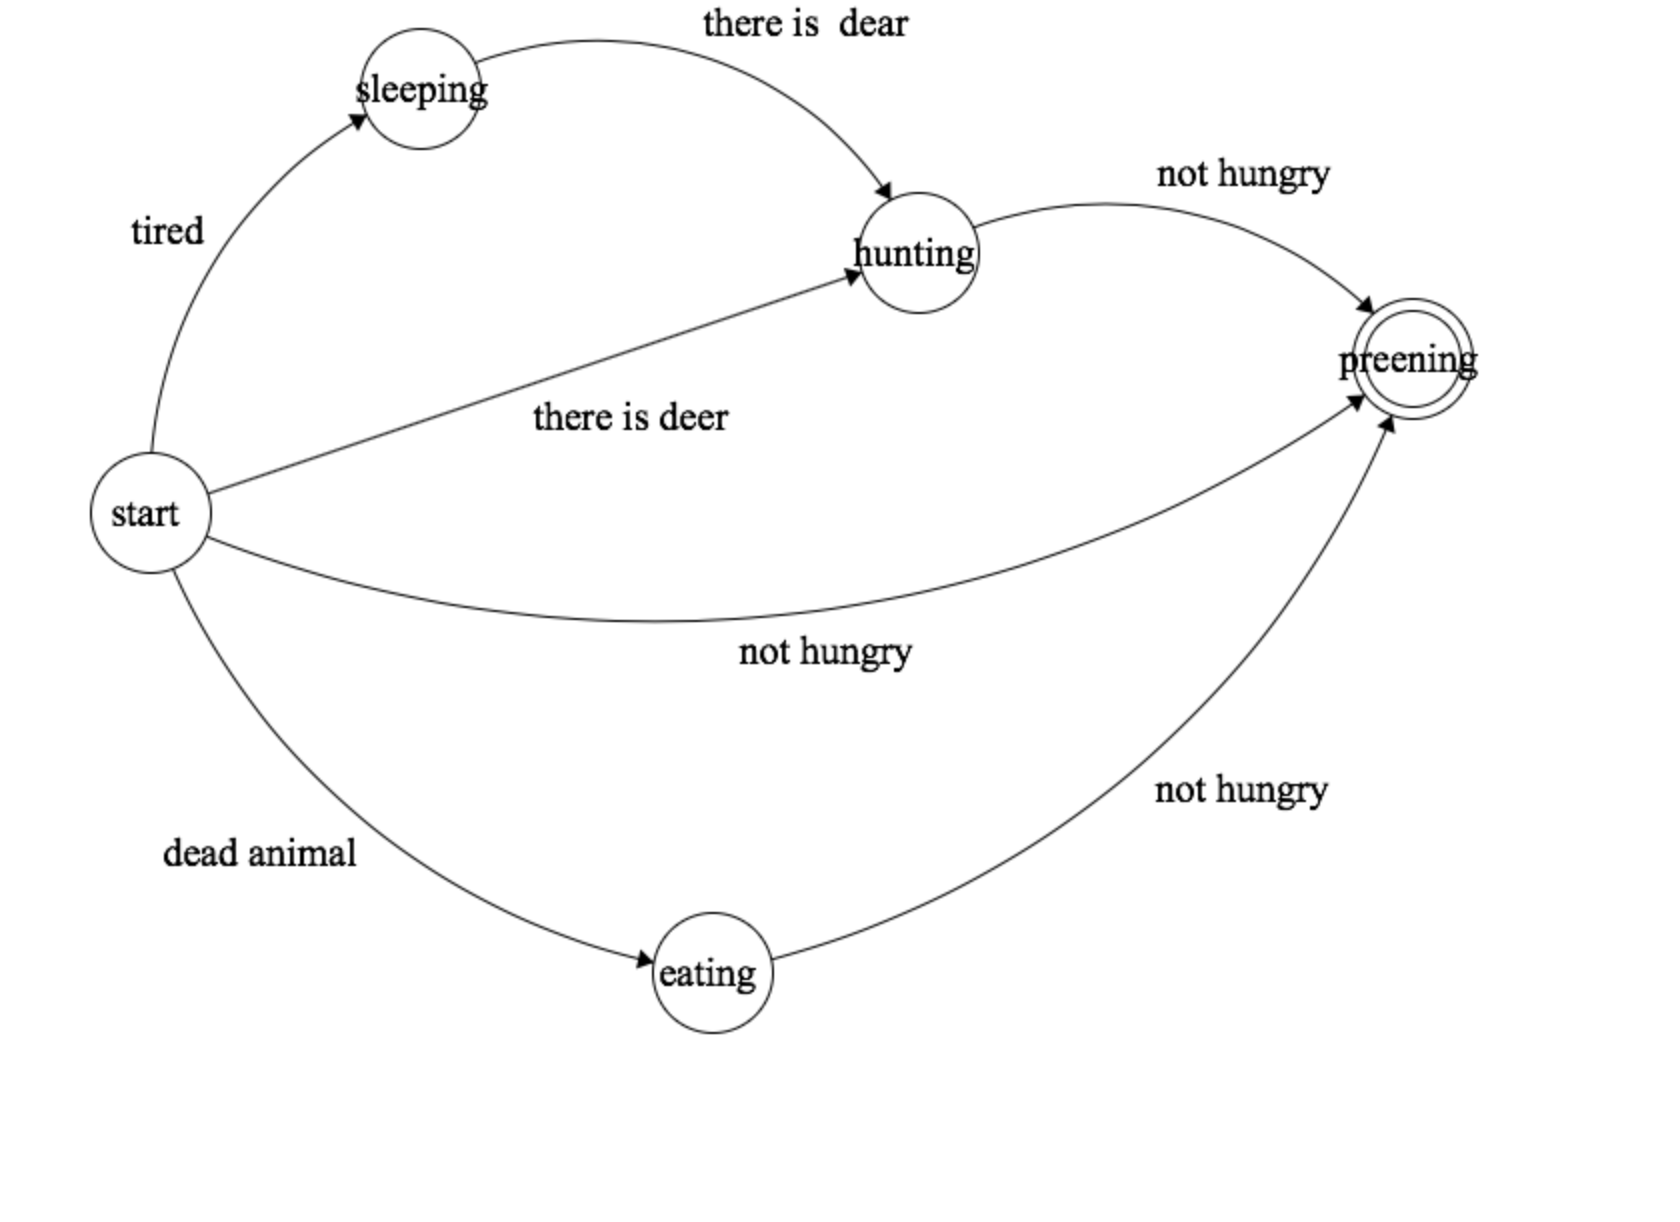 there is  dear
sleeping
not hungry
tired
hunting
preening
there is deer
start
not hungry
not hungry
dead animal
eating